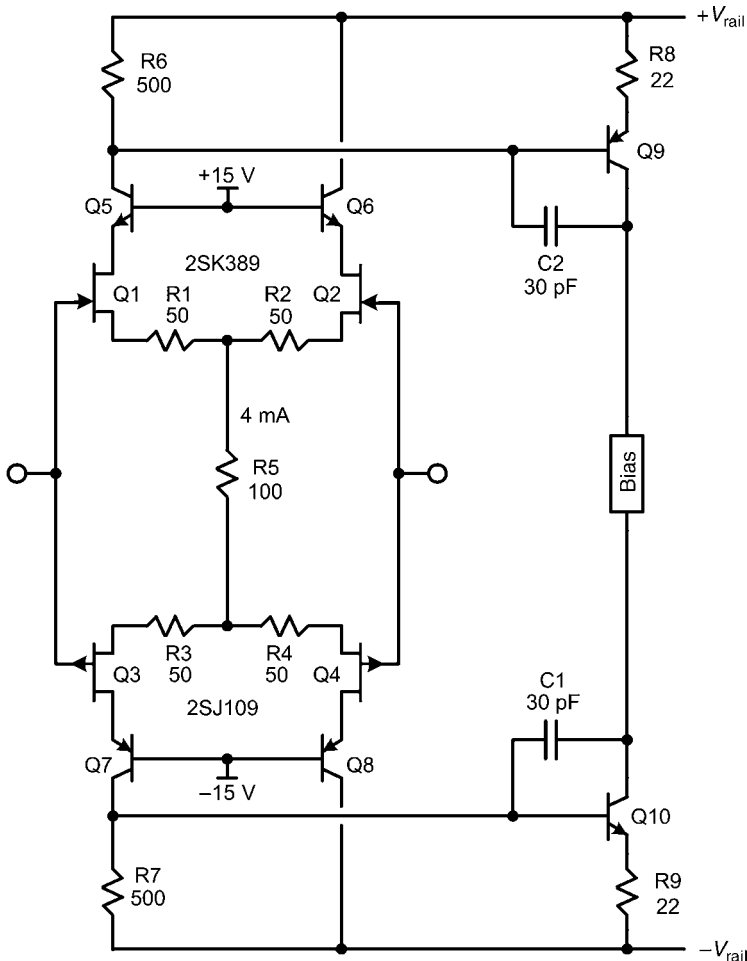 +Vrail
R6
500
R8
22
Q9
+15 V
Q5
Q6
2SK389
C2
30 pF
Q1
R1
50
R2
50
Q2
4 mA
R5
100
Bias
Q3
R3
50
R4
50
Q4
2SJ109
C1
30 pF
Q7
–15 V
Q8
Q10
R7
500
R9
22
–Vrail